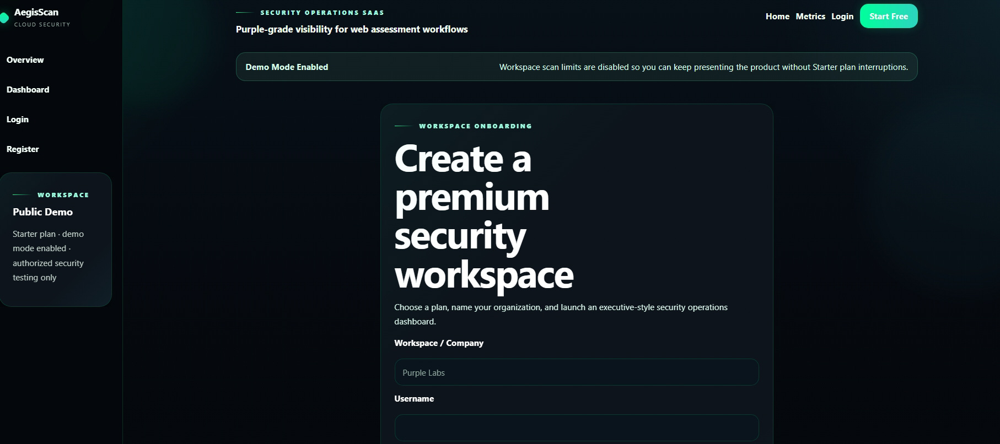 AegisScan
CLOUD SECURITY
Overview
Dashboard
Login
Register
WORKSPACE
Public Demo
Starter plan · demo
mode enabled ·
authorized security
testing only
SECURITY OPERATIONS SAAS
Purple-grade visibility for web assessment workflows
Home Metrics Login Start Free
Demo Mode Enabled
Workspace scan limits are disabled so you can keep presenting the product without Starter plan interruptions.
WORKSPACE ONBOARDING
Create a
premium
security
workspace
Choose a plan, name your organization, and launch an executive-style security operations
dashboard.
Workspace / Company
Purple Labs
Username